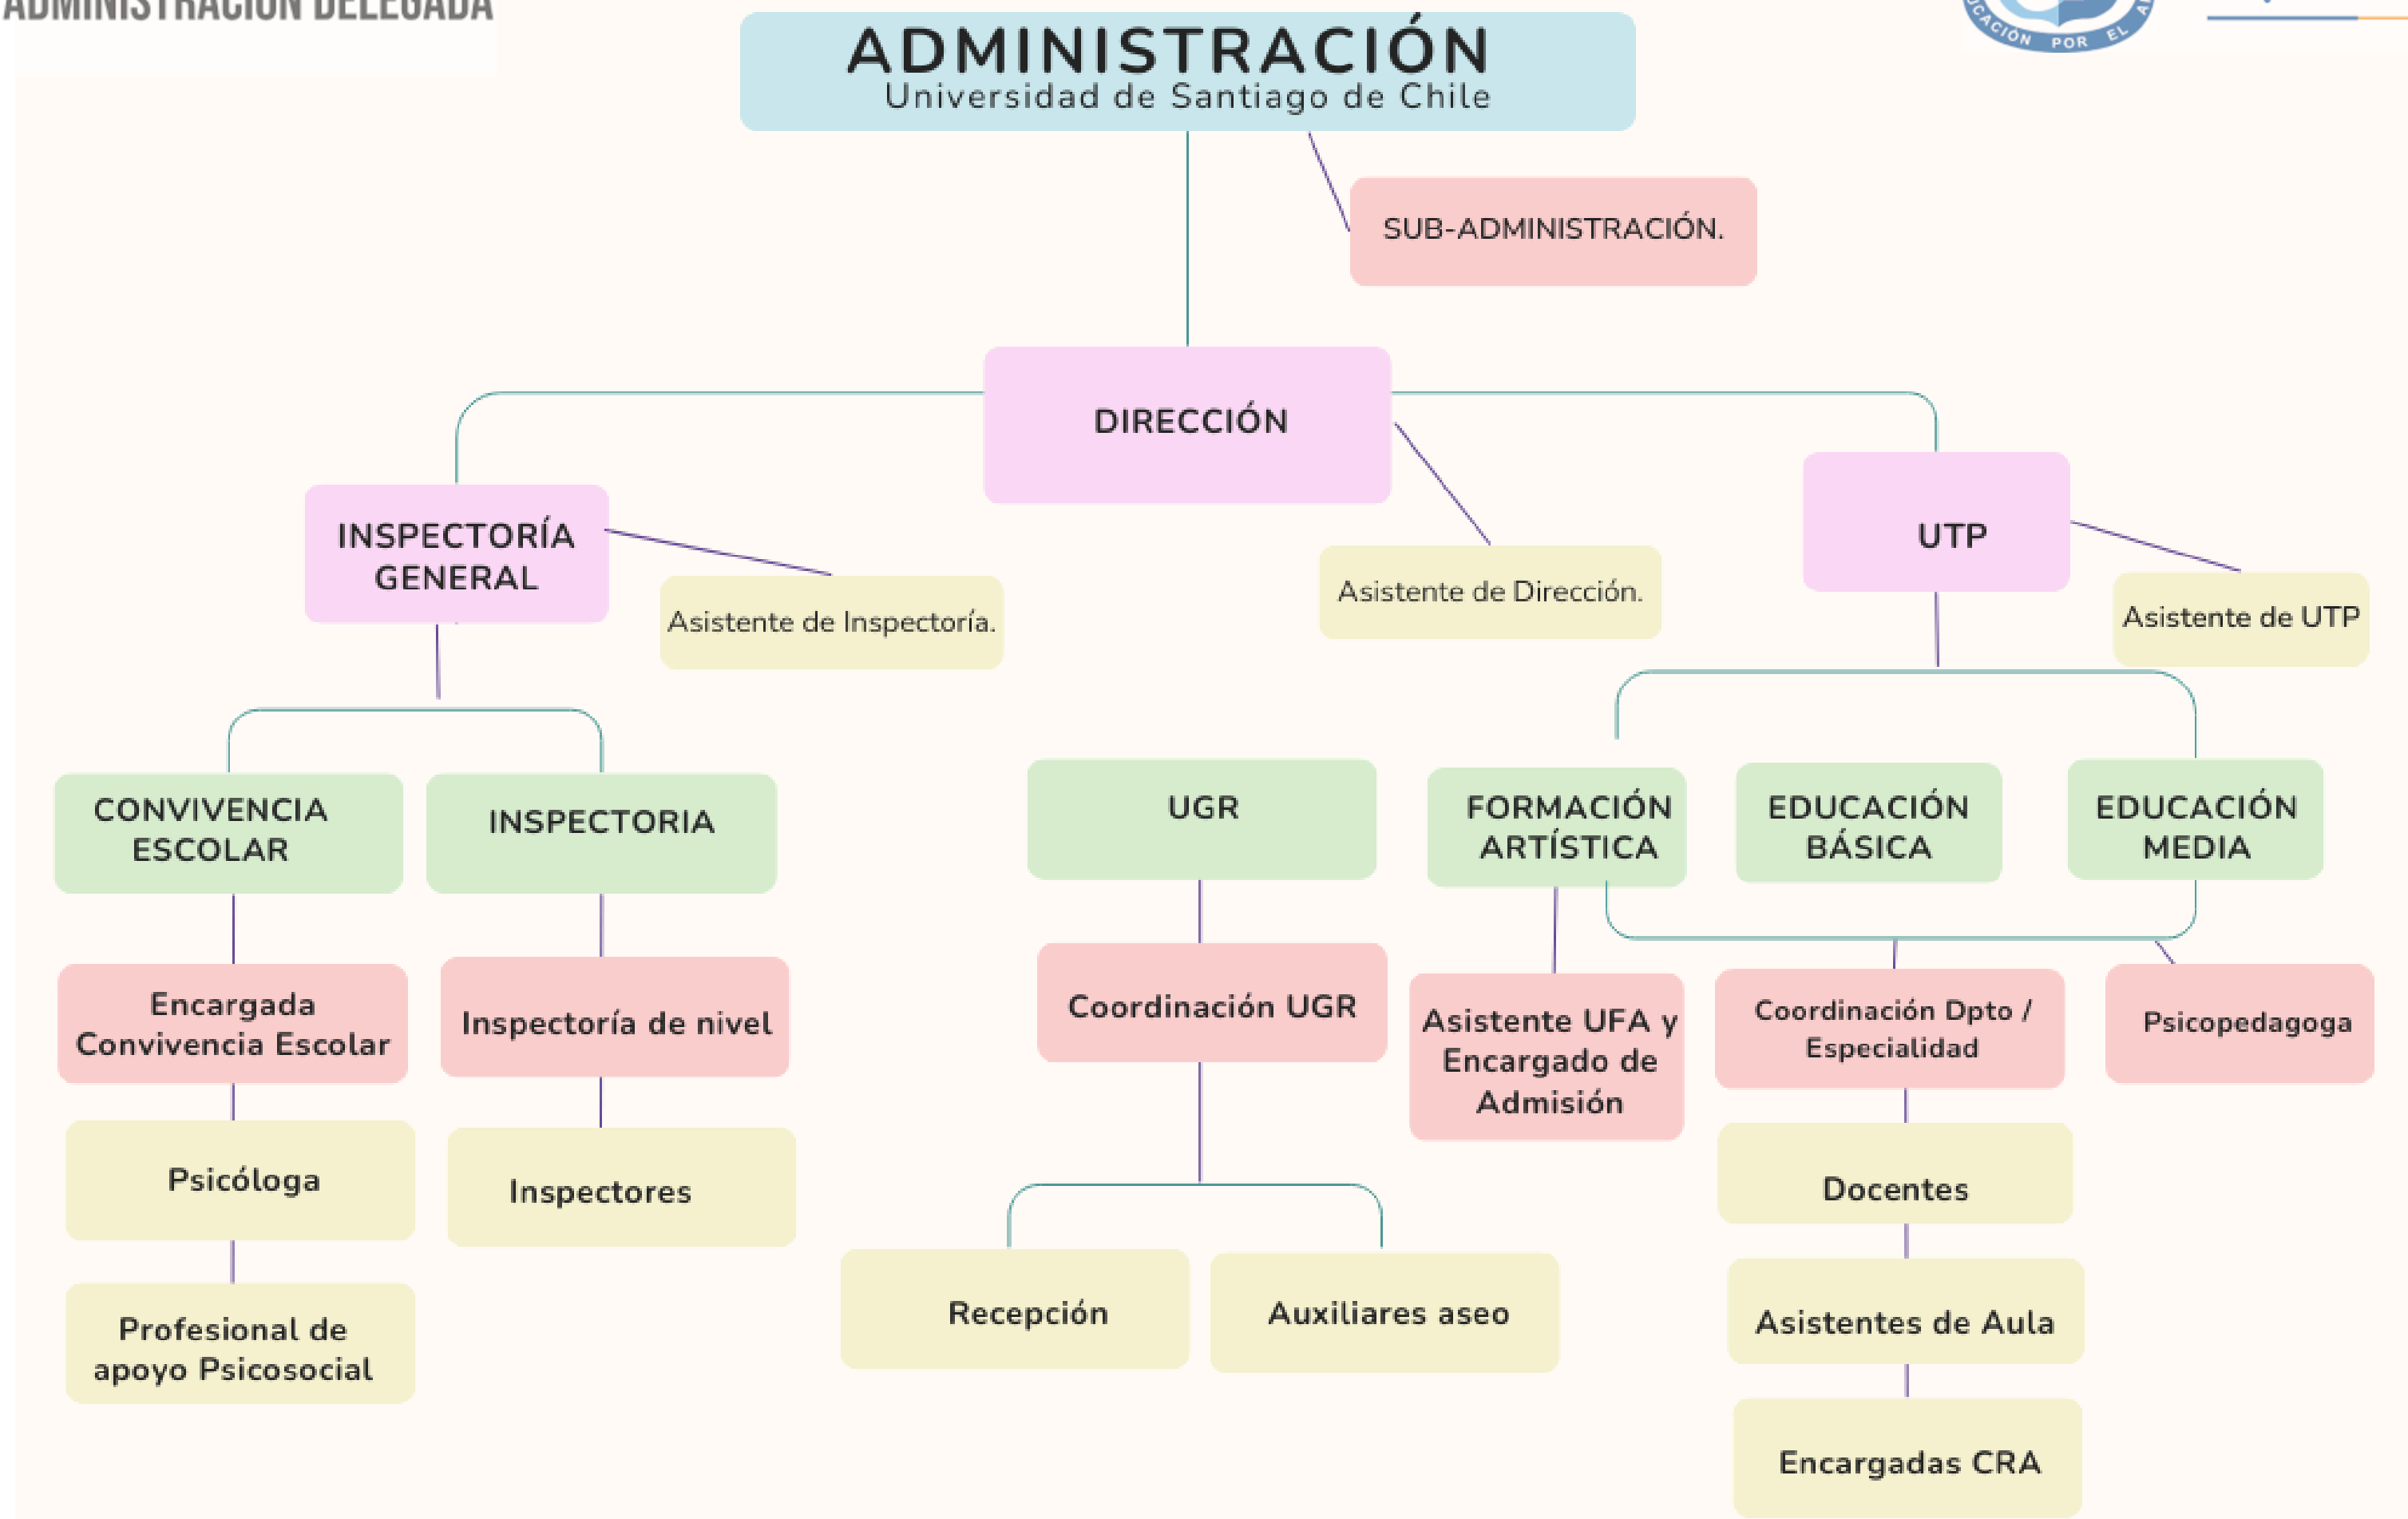 ADMINISTRACIÓN DELEGADA
UCACIÓN POR EL
ADMINISTRACIÓN
Universidad de Santiago de Chile
SUB-ADMINISTRACIÓN.
DIRECCIÓN
INSPECTORÍA
GENERAL
UTP
Asistente de Inspectoría.
Asistente de Dirección.
Asistente de UTP
CONVIVENCIA
ESCOLAR
INSPECTORIA
UGR
FORMACIÓN
ARTÍSTICA
EDUCACIÓN
BÁSICA
EDUCACIÓN
MEDIA
Encargada
Convivencia Escolar
Inspectoría de nivel
Coordinación UGR
Asistente UFA y
Encargado de
Admisión
Coordinación Dpto /
Especialidad
Psicopedagoga
Psicóloga
Inspectores
Docentes
Profesional de
apoyo Psicosocial
Recepción
Auxiliares aseo
Asistentes de Aula
Encargadas CRA